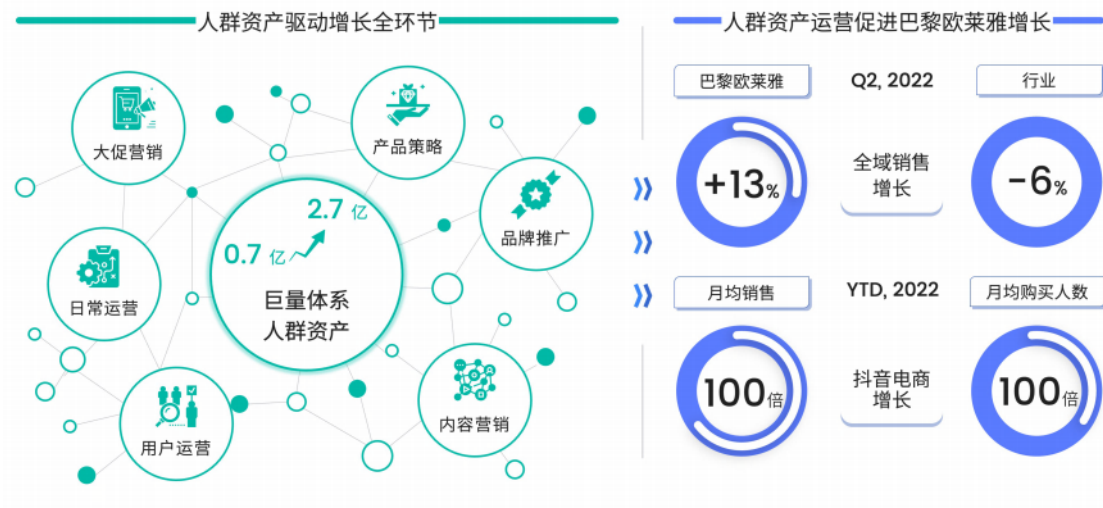 人群资产驱动增长全环节
大促营销
产品策略
品牌推广
日常运营
用户运营
内容营销
2.7 亿
0.7 亿
巨量体系
人群资产
人群资产运营促进巴黎欧莱雅增长
巴黎欧莱雅
Q2, 2022
行业
+13%
全域销售
增长
-6%
月均销售
YTD, 2022
月均购买人数
100倍
抖音电商
增长
100倍